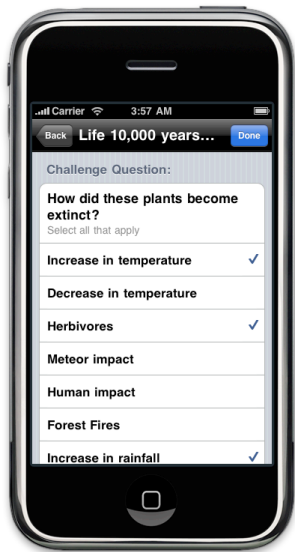 Carrier 3:57 AM
Back Life 10,000 years... Done
Challenge Question:
How did these plants become
extinct?
Select all that apply
Increase in temperature
Decrease in temperature
Herbivores
Meteor impact
Human impact
Forest Fires
Increase in rainfall